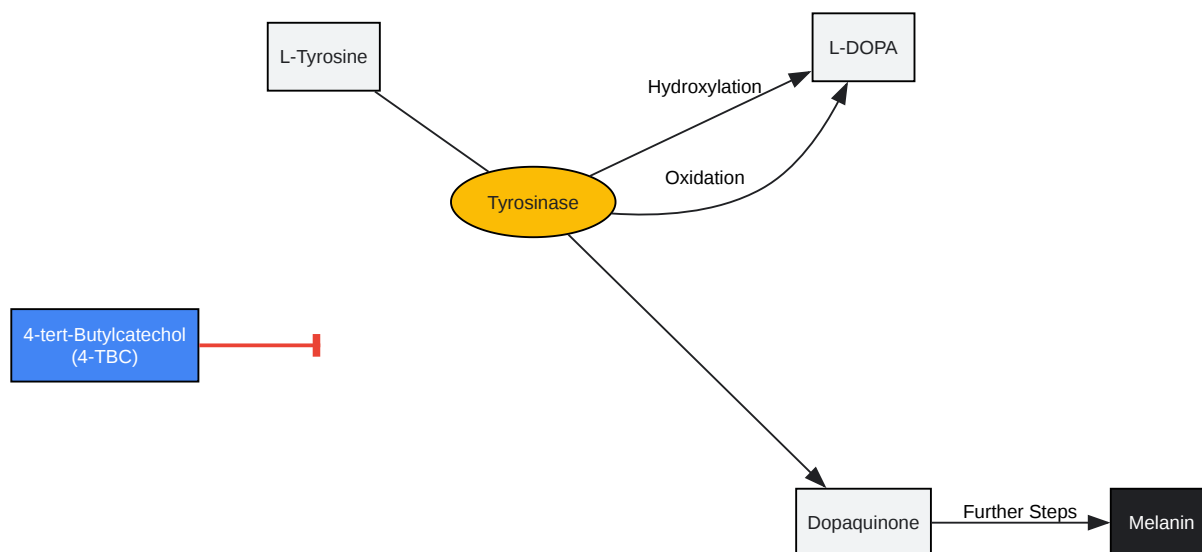 L-Tyrosine
L-DOPA
Hydroxylation
Oxidation
Tyrosinase
4-tert-Butylcatechol
(4-TBC)
Dopaquinone
Further Steps
Melanin